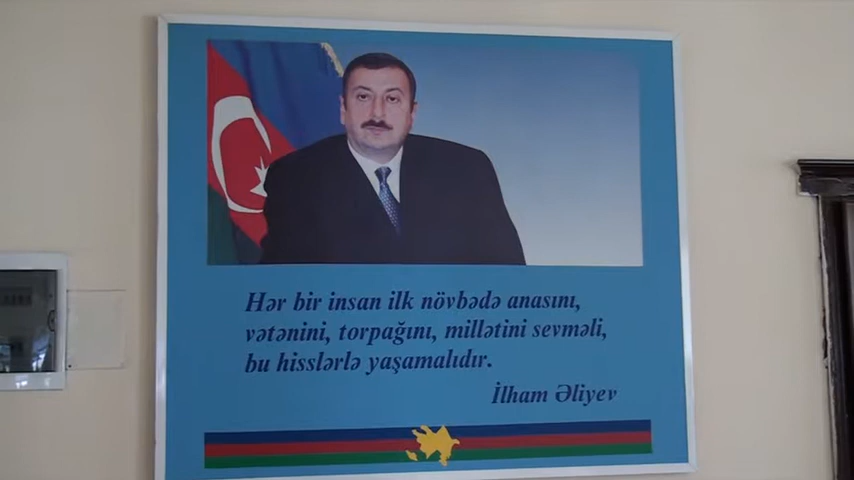 Hər bir insan ilk növbədə anasını,
vətənini, torpağını, millətini sevməli,
bu hisslərlə yaşamalıdır.
İlham Əliyev